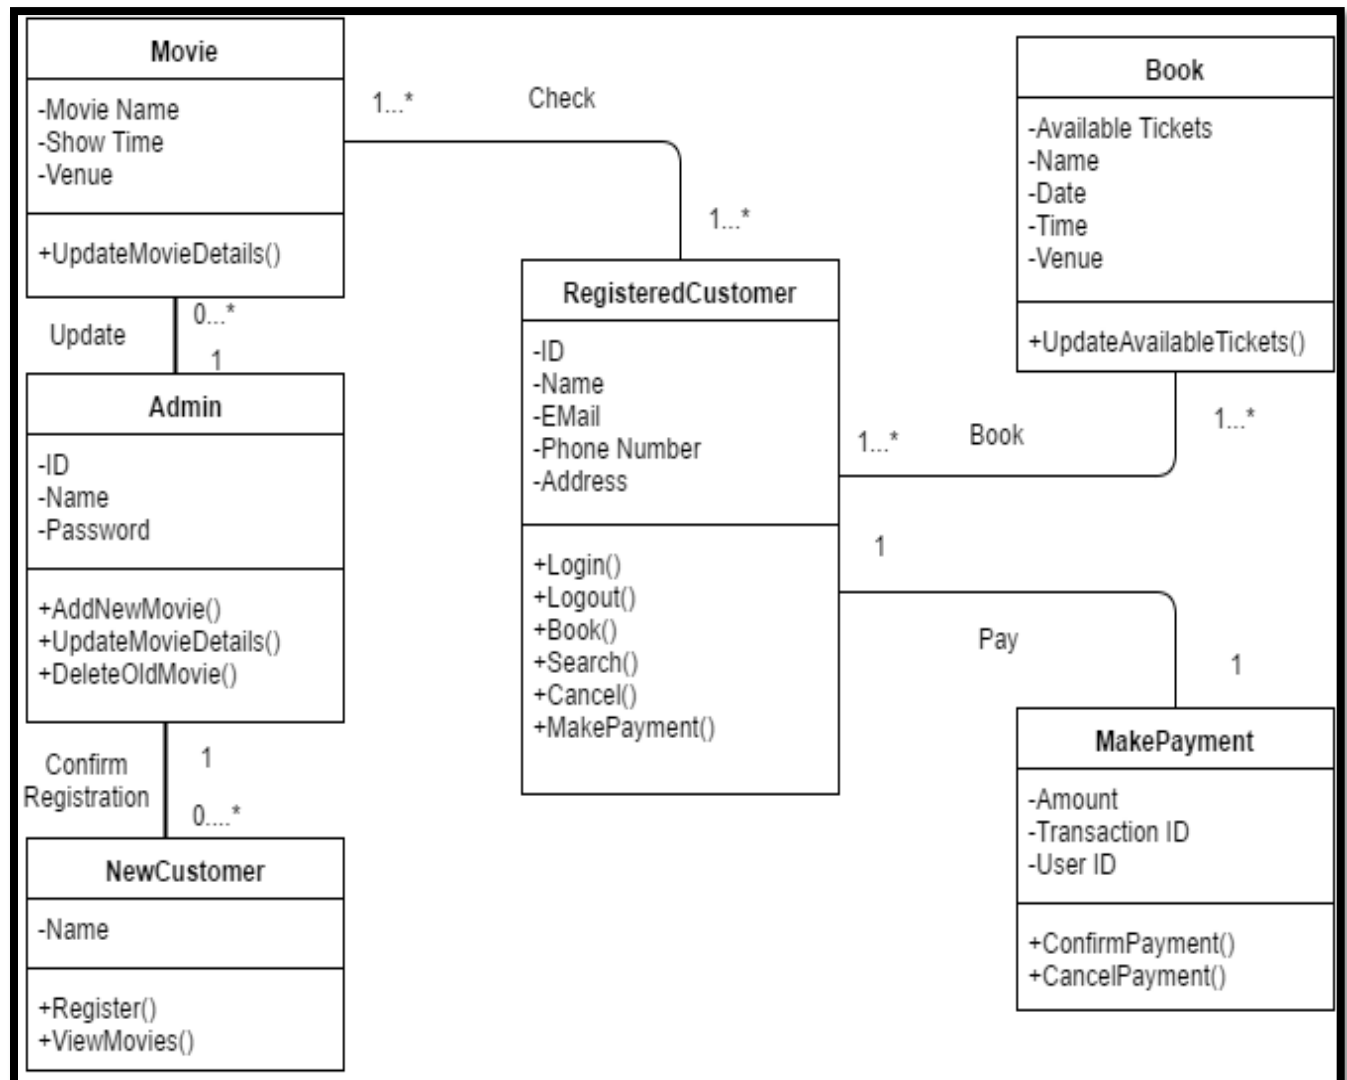 Movie
-Movie Name
-Show Time
-Venue
+UpdateMovieDetails()
1...*
Check
1...*
Book
-Available Tickets
-Name
-Date
-Time
-Venue
+UpdateAvailableTickets()
Update
0...*
1
RegisteredCustomer
-ID
-Name
-EMail
-Phone Number
-Address
+Login()
+Logout()
+Book()
+Search()
+Cancel()
+MakePayment()
1...*
Book
1...*
Admin
-ID
-Name
-Password
+AddNewMovie()
+UpdateMovieDetails()
+DeleteOldMovie()
1
Pay
1
Confirm
Registration
1
0....*
MakePayment
-Amount
-Transaction ID
-User ID
+ConfirmPayment()
+CancelPayment()
NewCustomer
-Name
+Register()
+ViewMovies()